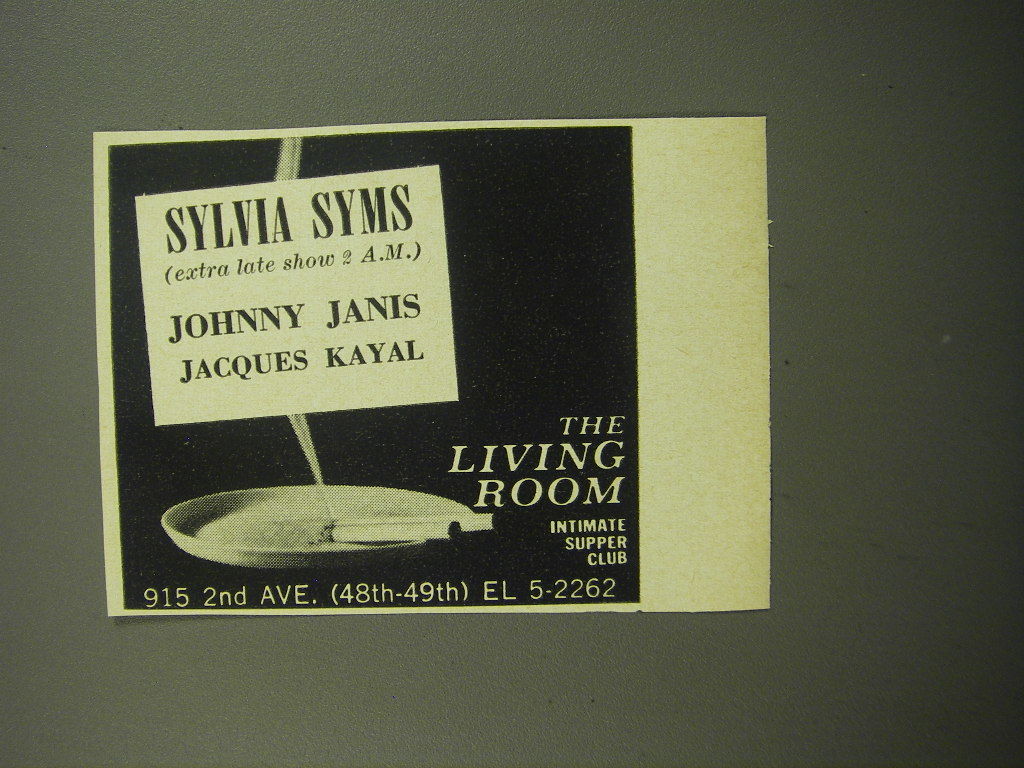 SYLVIA SYMS
(extra late show 2 A.M.)
JOHNNY JANIS
JACQUES KAYAL
THE
LIVING
ROOM
INTIMATE
SUPPER
CLUB
915 2nd AVE. (48th-49th) EL 5-2262